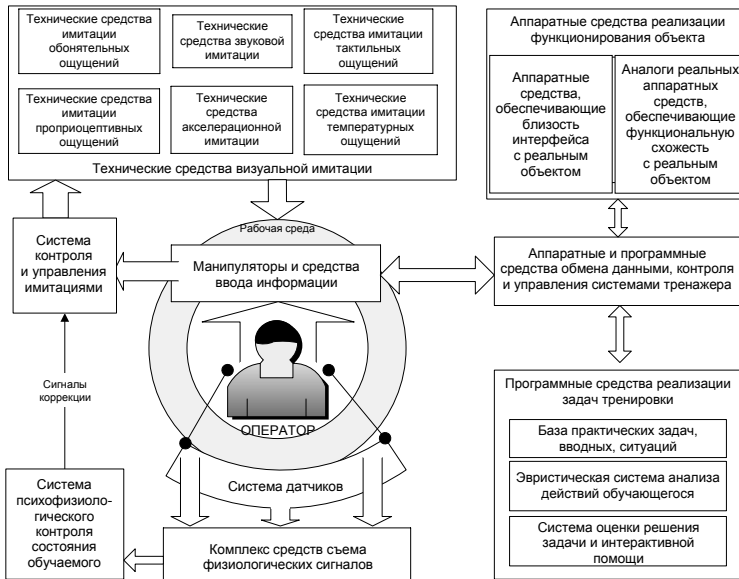 Технические средства
имитации
обонятельных
ощущений
Технические
средства звуковой
имитации
Технические
средства имитации
тактильных
ощущений
Технические средства
имитации
проприоцептивных
ощущений
Технические
средства
акселерационной
имитации
Технические
средства имитации
температурных
ощущений
Технические средства визуальной имитации
Аппаратные средства реализации
функционирования объекта
Аппаратные
средства,
обеспечивающие
близость
интерфейса
с реальным
объектом
Аналоги реальных
аппаратных
средств,
обеспечивающие
функциональную
схожесть
с реальным
объектом
Рабочая среда
Система
контроля
и управления
имитациями
Манипуляторы и средства
ввода информации
Аппаратные и программные
средства обмена данными, контроля
и управления системами тренажера
Сигналы
коррекции
ОПЕРАТОР
Программные средства реализации
задач тренировки
База практических задач,
вводных, ситуаций
Эвристическая система анализа
действий обучающегося
Система оценки решения
задачи и интерактивной
помощи
Система
психофизиоло-
гического
контроля
состояния
обучаемого
Система датчиков
Комплекс средств съема
физиологических сигналов